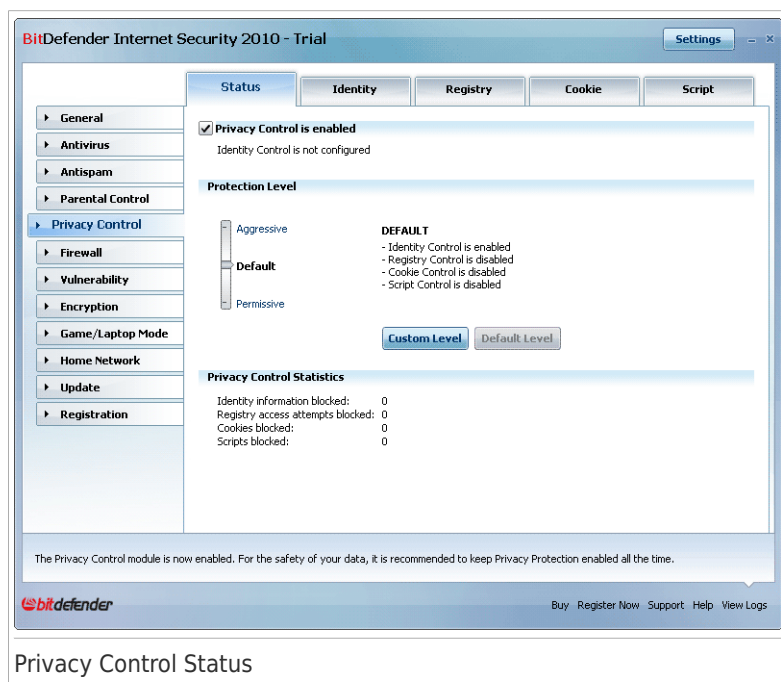 BitDefender Internet Security 2010 - Trial
Settings
Status
Identity
Registry
Cookie
Script
General
Antivirus
Antispam
Parental Control
Privacy Control
Firewall
Vulnerability
Encryption
Game/Laptop Mode
Home Network
Update
Registration
Privacy Control is enabled
Identity Control is not configured
Protection Level
Aggressive
Default
Permissive
DEFAULT
- Identity Control is enabled
- Registry Control is disabled
- Cookie Control is disabled
- Script Control is disabled
Custom Level
Default Level
Privacy Control Statistics
Identity information blocked: 0
Registry access attempts blocked: 0
Cookies blocked: 0
Scripts blocked: 0
The Privacy Control module is now enabled. For the safety of your data, it is recommended to keep Privacy Protection enabled all the time.
bitdefender
Buy Register Now Support Help View Logs
Privacy Control Status